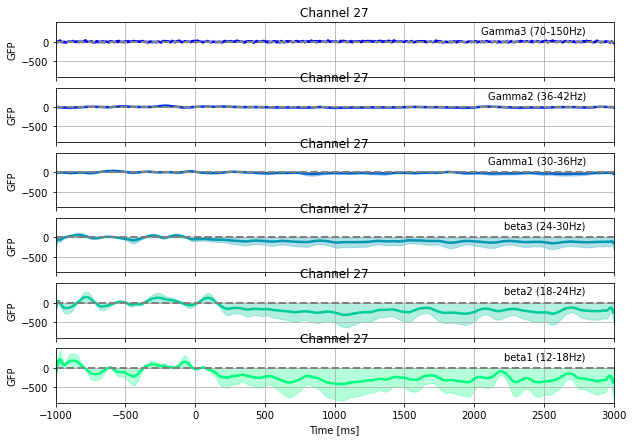 Channel 27
GFP
0
−500
Gamma3 (70-150Hz)
Channel 27
GFP
0
−500
Gamma2 (36-42Hz)
Channel 27
GFP
0
−500
Gamma1 (30-36Hz)
Channel 27
GFP
0
−500
beta3 (24-30Hz)
Channel 27
GFP
0
−500
beta2 (18-24Hz)
Channel 27
GFP
0
−500
beta1 (12-18Hz)
−1000 −500 0 500 1000 1500 2000 2500 3000
Time [ms]